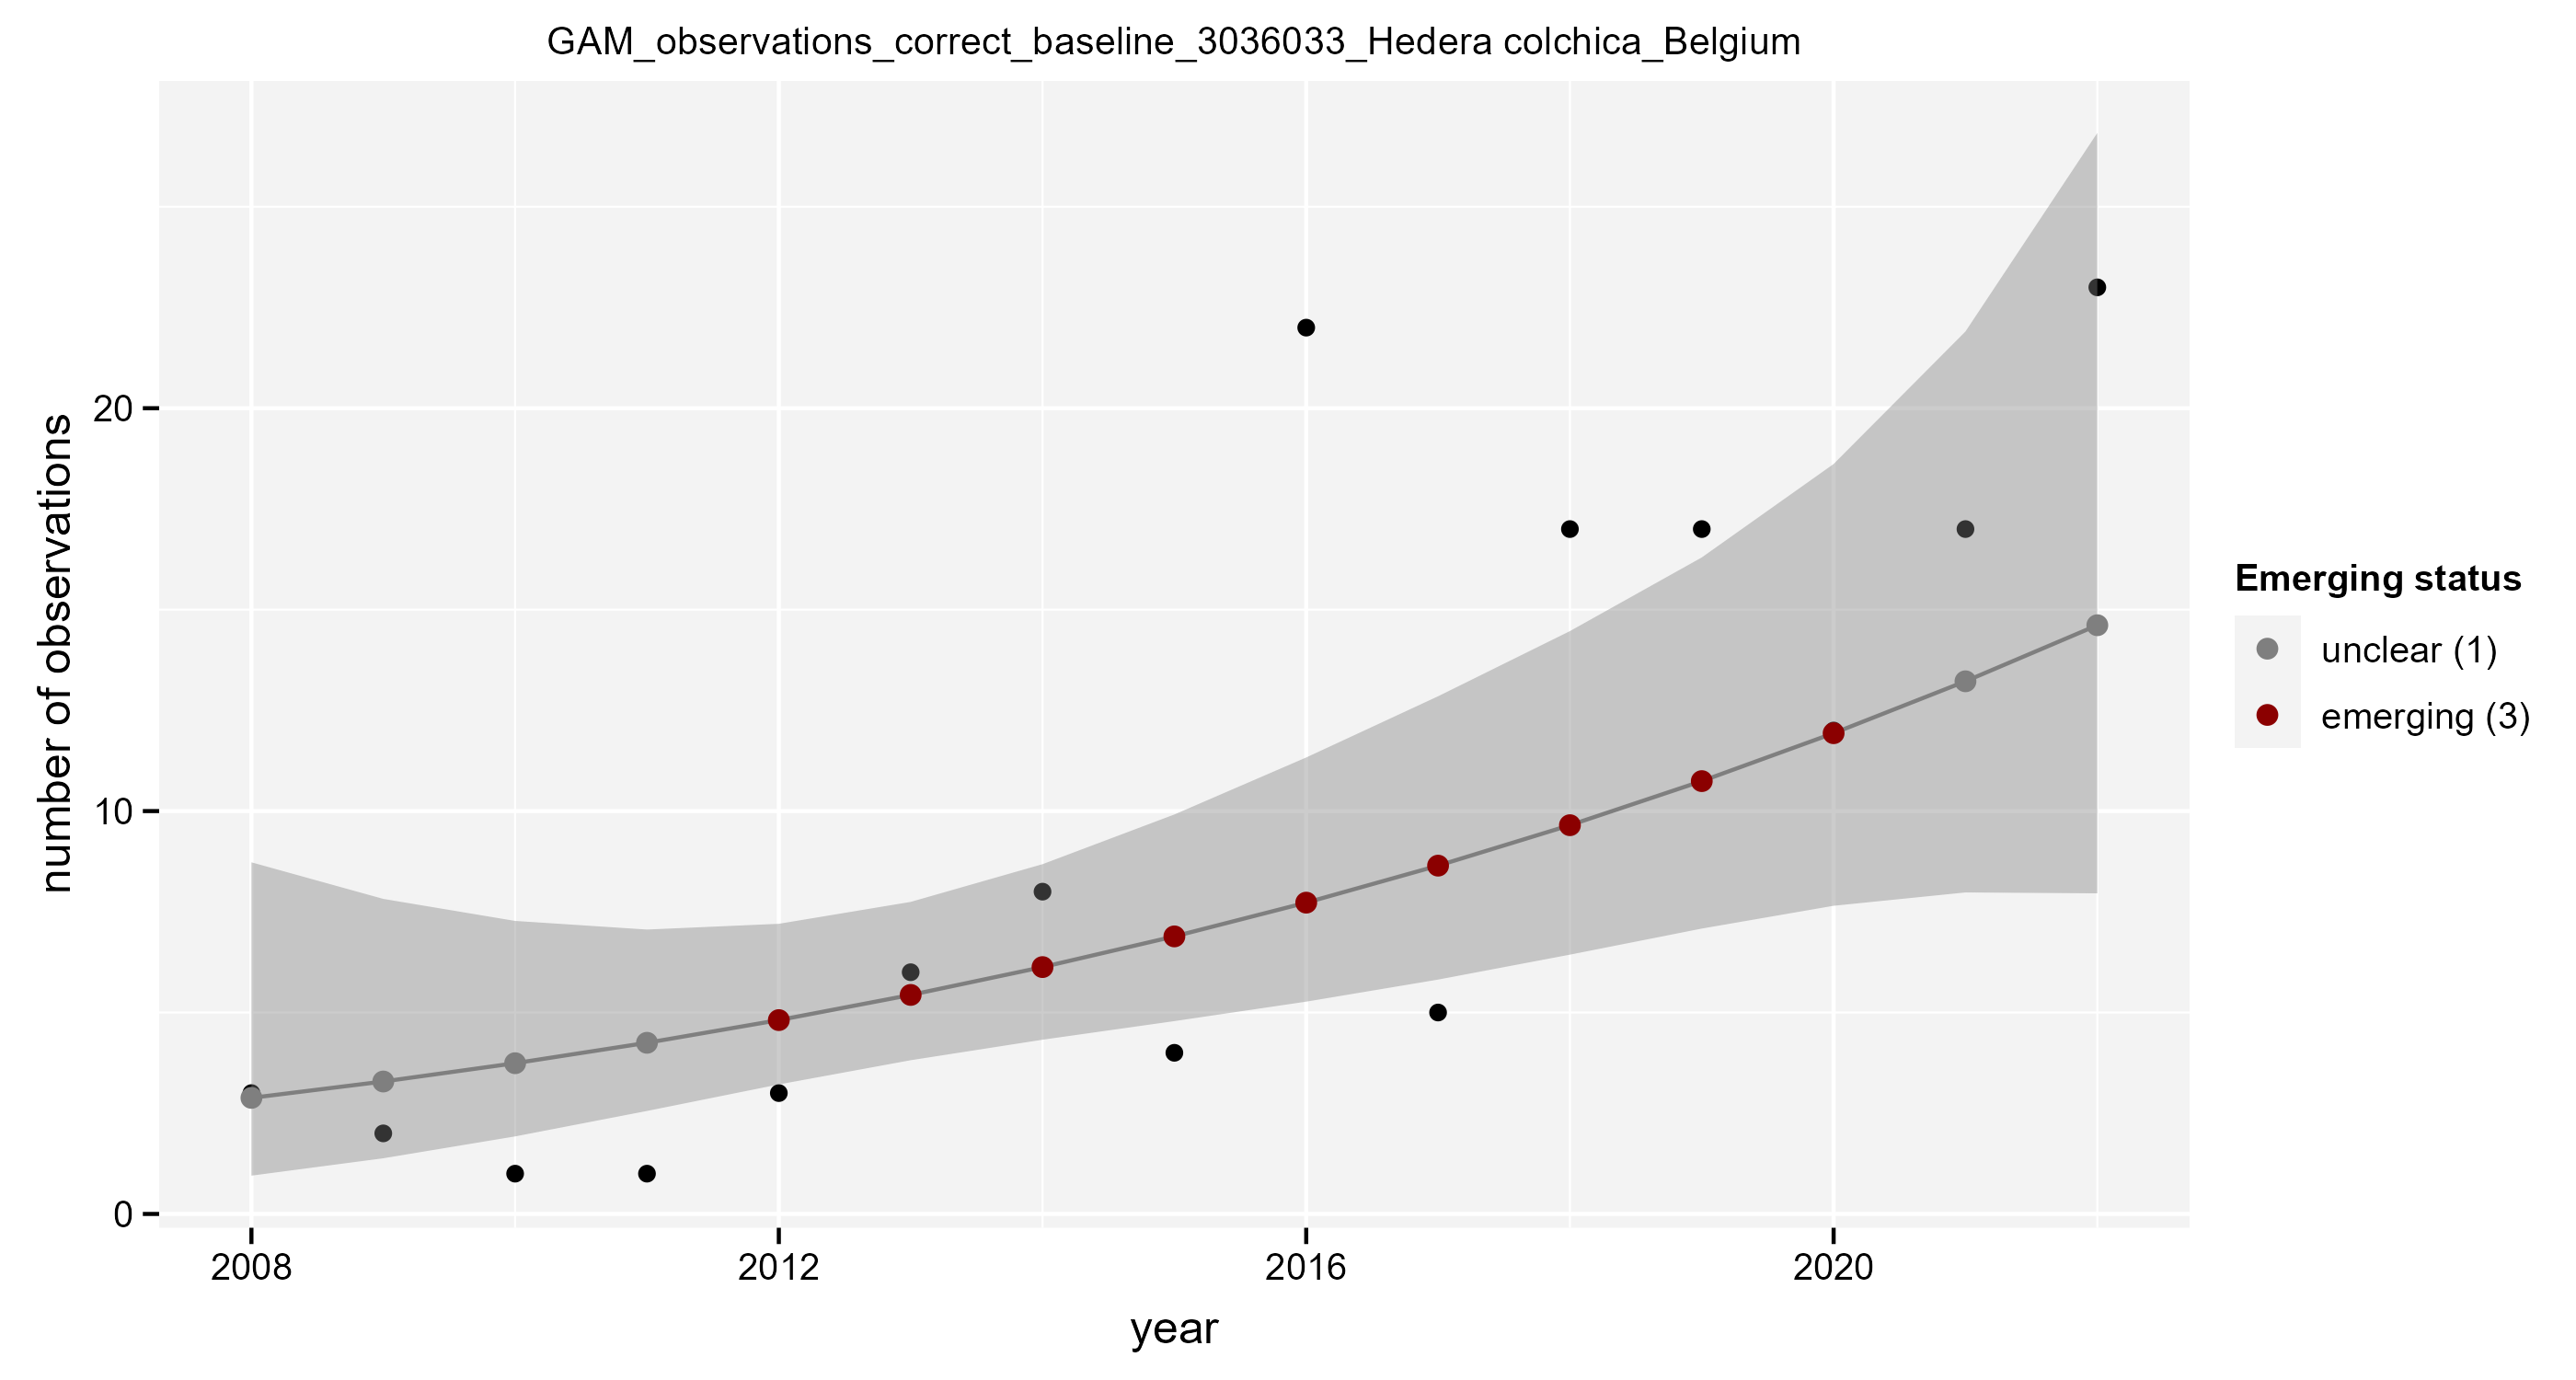 GAM_observations_correct_baseline_3036033_Hedera colchica_Belgium
number of observations
20
10
0
2008 2012 2016 2020
year
Emerging status
unclear (1)
emerging (3)